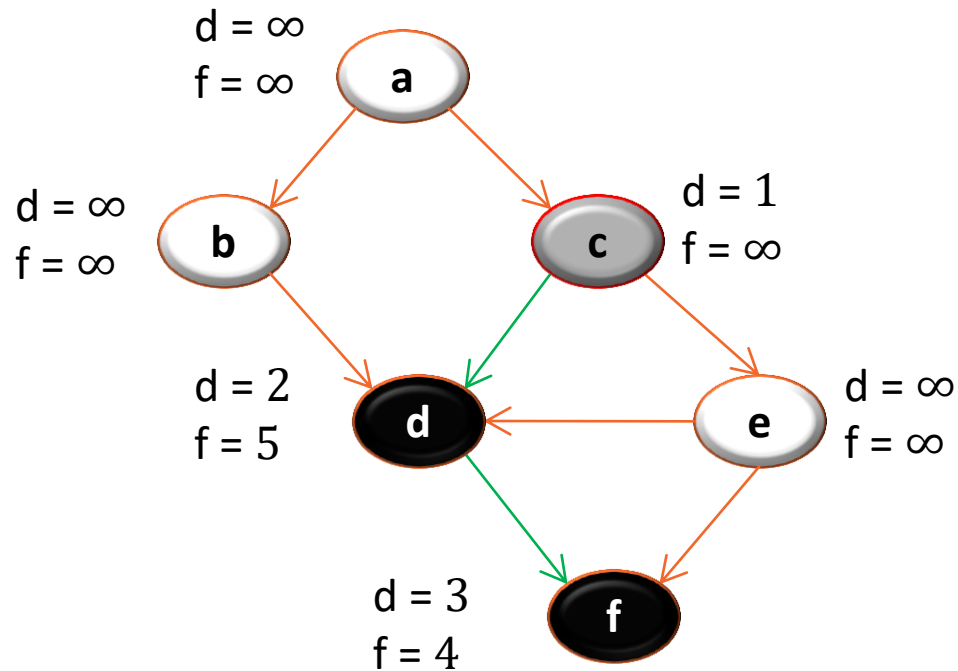 d = ∞
f = ∞
a
d = ∞
f = ∞
b
c
d = 1
f = ∞
d = 2
f = 5
d
e
d = ∞
f = ∞
d = 3
f = 4
f